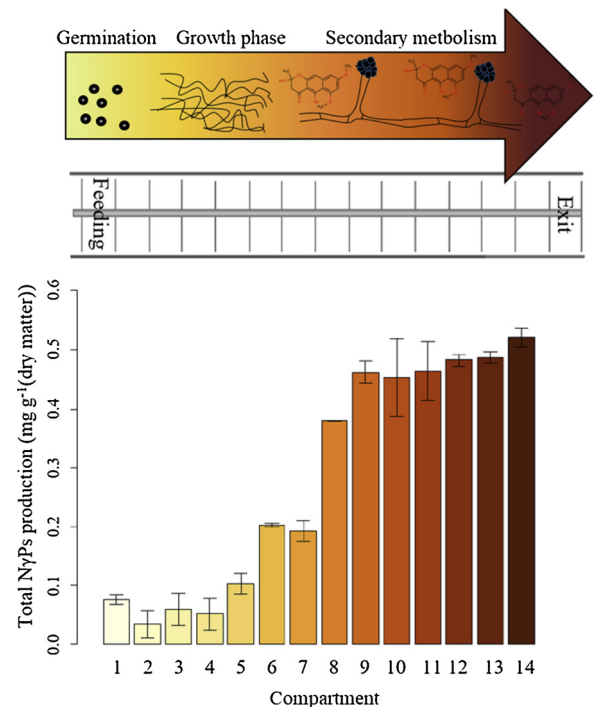 Germination Growth phase Secondary metbolism
Feeding
Exit
Total NγPs production (mg g-1(dry matter))
0.6
0.5
0.4
0.3
0.2
0.1
0.0
1 2 3 4 5 6 7 8 9 10 11 12 13 14
Compartment